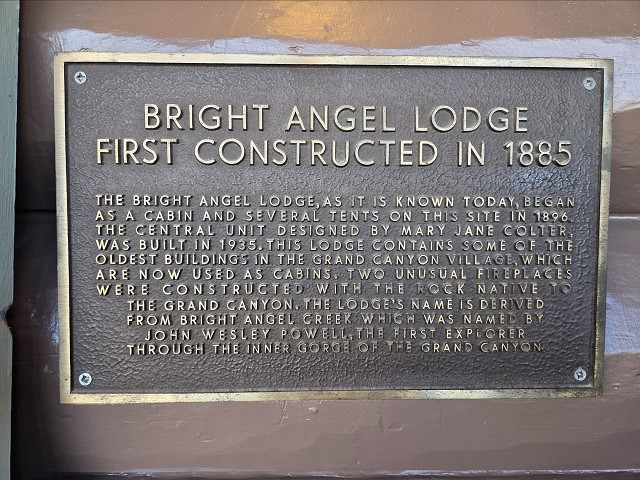 BRIGHT ANGEL LODGE
FIRST CONSTRUCTED IN 1885
THE BRIGHT ANGEL LODGE, AS IT IS KNOWN TODAY, BEGAN
AS A CABIN AND SEVERAL TENTS ON THIS SITE IN 1896.
THE CENTRAL UNIT DESIGNED BY MARY JANE COLTER,
WAS BUILT IN 1935. THIS LODGE CONTAINS SOME OF THE
OLDEST BUILDINGS IN THE GRAND CANYON VILLAGE, WHICH
ARE NOW USED AS CABINS. TWO UNUSUAL FIREPLACES
WERE CONSTRUCTED WITH THE ROCK NATIVE TO
THE GRAND CANYON. THE LODGE'S NAME IS DERIVED
FROM BRIGHT ANGEL CREEK WHICH WAS NAMED BY
JOHN WESLEY POWELL, THE FIRST EXPLORER
THROUGH THE INNER GORGE OF THE GRAND CANYON.